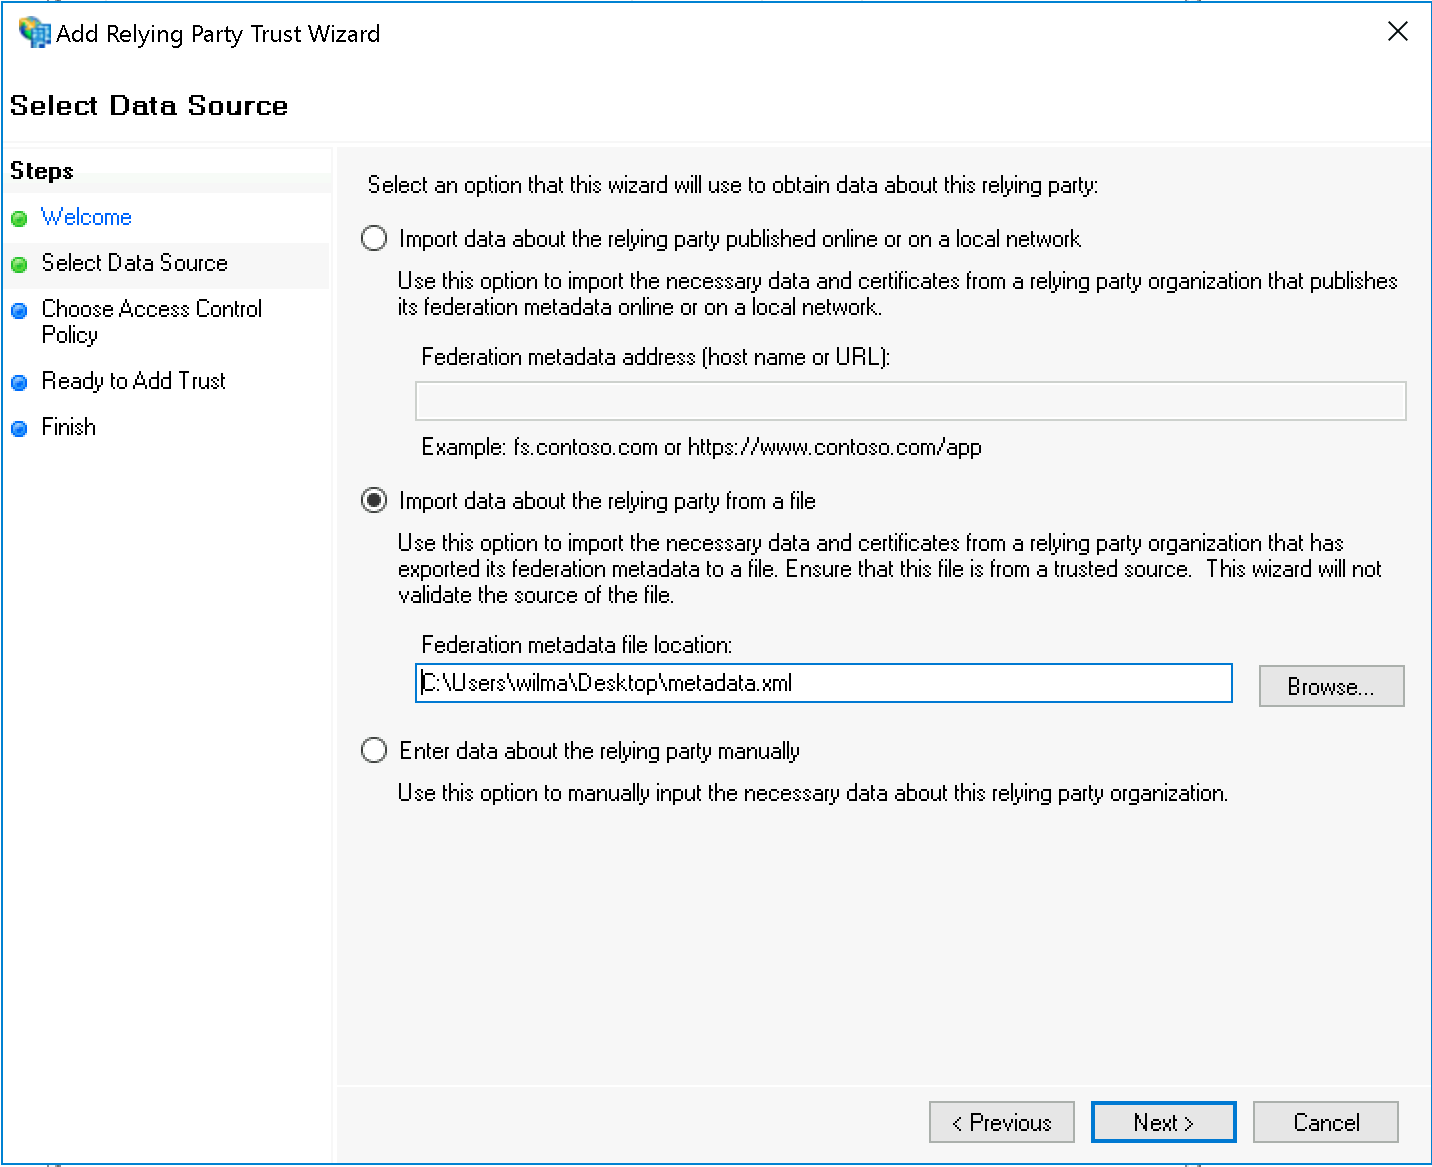 Add Relying Party Trust Wizard
Select Data Source
Steps
Welcome
Select Data Source
Choose Access Control
Policy
Ready to Add Trust
Finish
Select an option that this wizard will use to obtain data about this relying party:
Import data about the relying party published online or on a local network
Use this option to import the necessary data and certificates from a relying party organization that publishes
its federation metadata online or on a local network.
Federation metadata address (host name or URL):
Example: fs.contoso.com or https://www.contoso.com/app
Import data about the relying party from a file
Use this option to import the necessary data and certificates from a relying party organization that has
exported its federation metadata to a file. Ensure that this file is from a trusted source.  This wizard will not
validate the source of the file.
Federation metadata file location:
C:\Users\wilma\Desktop\metadata.xml
Browse...
Enter data about the relying party manually
Use this option to manually input the necessary data about this relying party organization.
< Previous
Next >
Cancel